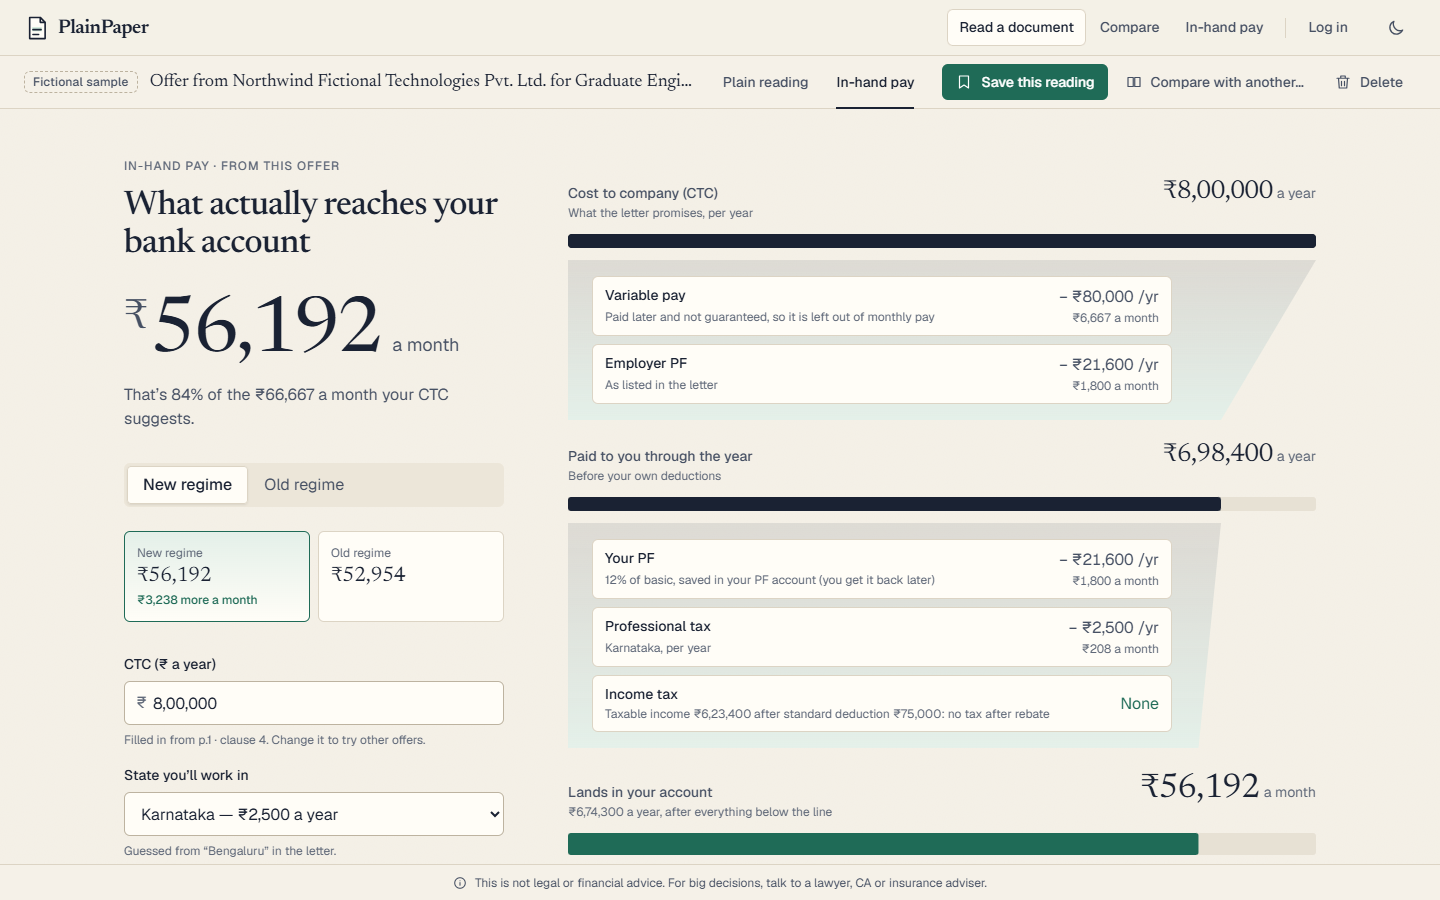 PlainPaper
Read a document
Compare
In-hand pay
Log in
Fictional sample
Offer from Northwind Fictional Technologies Pvt. Ltd. for Graduate Engi...
Plain reading
In-hand pay
Save this reading
Compare with another...
Delete
IN-HAND PAY · FROM THIS OFFER
What actually reaches your
bank account
₹56,192 a month
That’s 84% of the ₹66,667 a month your CTC
suggests.
New regime
Old regime
New regime
₹56,192
₹3,238 more a month
Old regime
₹52,954
CTC (₹ a year)
₹ 8,00,000
Filled in from p.1 · clause 4. Change it to try other offers.
State you’ll work in
Karnataka — ₹2,500 a year
Guessed from “Bengaluru” in the letter.
Cost to company (CTC)
₹8,00,000 a year
What the letter promises, per year
Variable pay
– ₹80,000 /yr
Paid later and not guaranteed, so it is left out of monthly pay
₹6,667 a month
Employer PF
– ₹21,600 /yr
As listed in the letter
₹1,800 a month
Paid to you through the year
₹6,98,400 a year
Before your own deductions
Your PF
– ₹21,600 /yr
12% of basic, saved in your PF account (you get it back later)
₹1,800 a month
Professional tax
– ₹2,500 /yr
Karnataka, per year
₹208 a month
Income tax
None
Taxable income ₹6,23,400 after standard deduction ₹75,000: no tax after rebate
Lands in your account
₹56,192 a month
₹6,74,300 a year, after everything below the line
This is not legal or financial advice. For big decisions, talk to a lawyer, CA or insurance adviser.